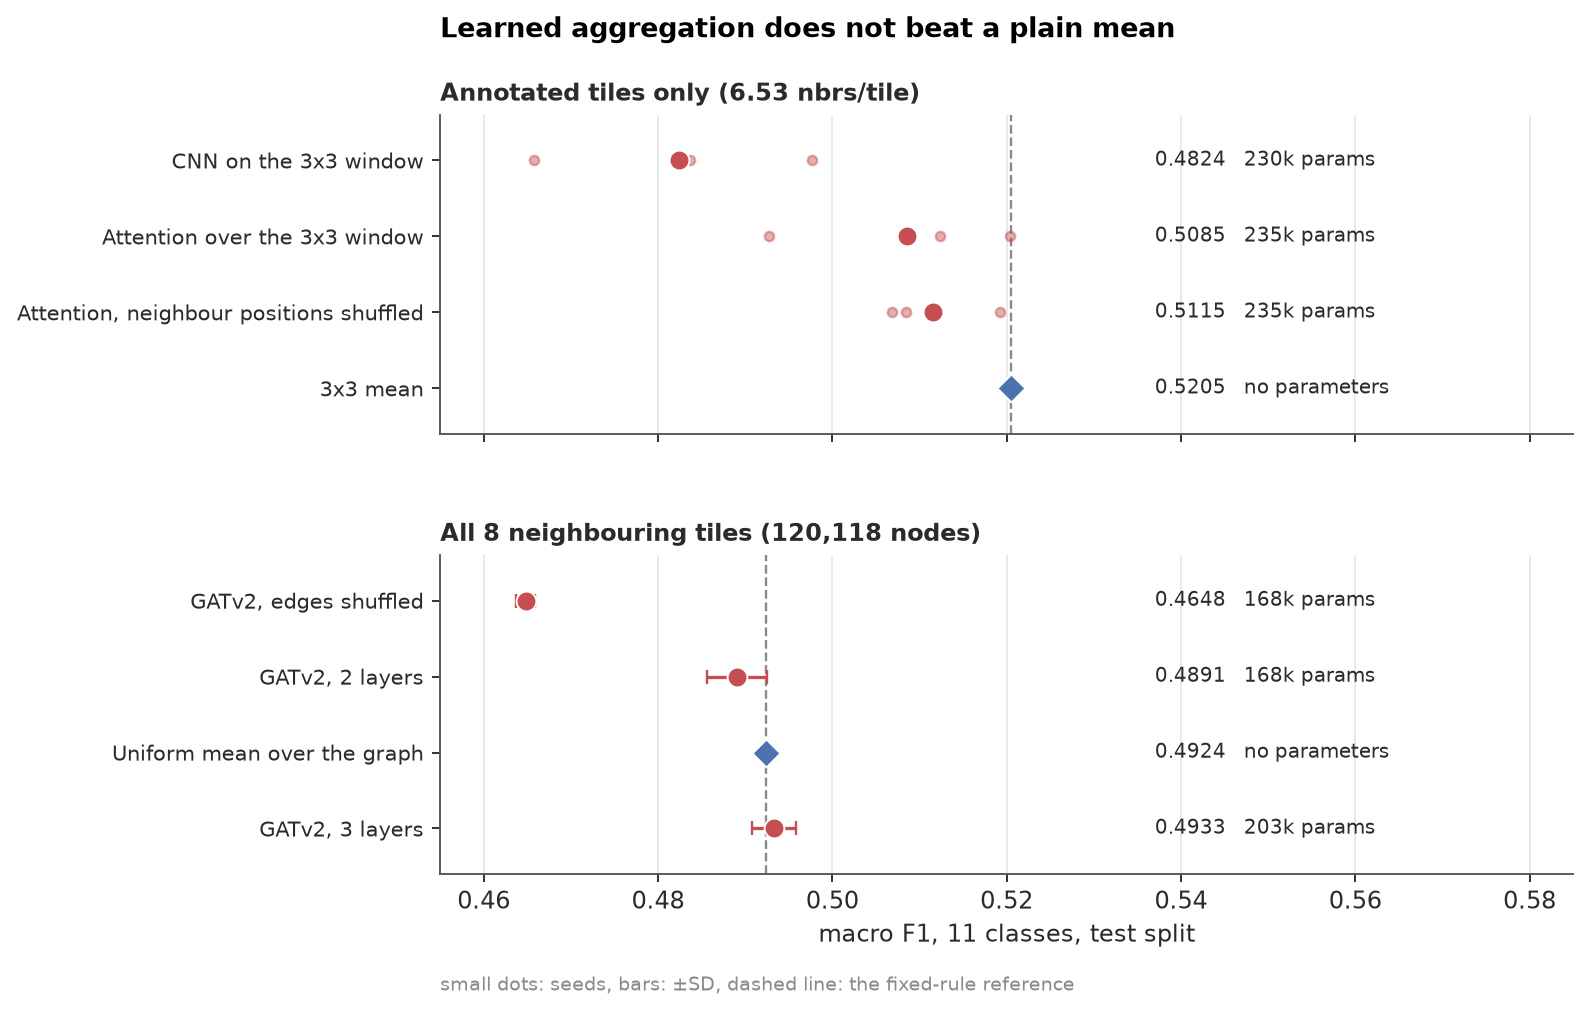 Learned aggregation does not beat a plain mean
Annotated tiles only (6.53 nbrs/tile)
CNN on the 3x3 window 0.4824 230k params
Attention over the 3x3 window 0.5085 235k params
Attention, neighbour positions shuffled 0.5115 235k params
3x3 mean 0.5205 no parameters
All 8 neighbouring tiles (120,118 nodes)
GATv2, edges shuffled 0.4648 168k params
GATv2, 2 layers 0.4891 168k params
Uniform mean over the graph 0.4924 no parameters
GATv2, 3 layers 0.4933 203k params
0.46 0.48 0.50 0.52 0.54 0.56 0.58
macro F1, 11 classes, test split
small dots: seeds, bars: ±SD, dashed line: the fixed-rule reference